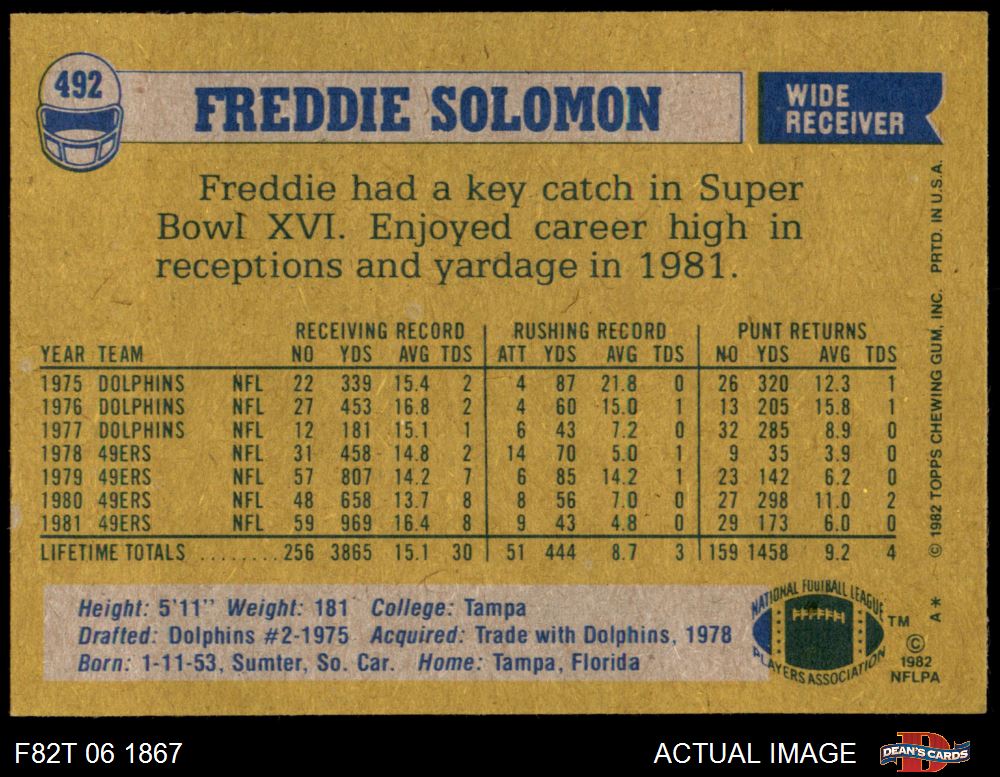 492
FREDDIE SOLOMON
WIDE
RECEIVER
Freddie had a key catch in Super
Bowl XVI. Enjoyed career high in
receptions and yardage in 1981.
RECEIVING RECORD RUSHING RECORD PUNT RETURNS
YEAR TEAM NO YDS AVG TDS ATT YDS AVG TDS NO YDS AVG TDS
1975 DOLPHINS NFL 22 339 15.4 2 4 87 21.8 0 26 320 12.3 1
1976 DOLPHINS NFL 27 453 16.8 2 4 60 15.0 1 13 205 15.8 1
1977 DOLPHINS NFL 12 181 15.1 1 6 43 7.2 0 32 285 8.9 0
1978 49ERS NFL 31 458 14.8 2 14 70 5.0 1 9 35 3.9 0
1979 49ERS NFL 57 807 14.2 7 6 85 14.2 1 23 142 6.2 0
1980 49ERS NFL 48 658 13.7 8 8 56 7.0 0 27 298 11.0 2
1981 49ERS NFL 59 969 16.4 8 9 43 4.8 0 29 173 6.0 0
LIFETIME TOTALS ......... 256 3865 15.1 30 51 444 8.7 3 159 1458 9.2 4
Height: 5'11" Weight: 181 College: Tampa
Drafted: Dolphins #2-1975 Acquired: Trade with Dolphins, 1978
Born: 1-11-53, Sumter, So. Car. Home: Tampa, Florida
NATIONAL FOOTBALL LEAGUE
PLAYERS ASSOCIATION
TM
©
1982
NFLPA
A*
© 1982 TOPPS CHEWING GUM, INC. PRTD. IN U.S.A.
F82T 06 1867
ACTUAL IMAGE
DEAN'S CARDS